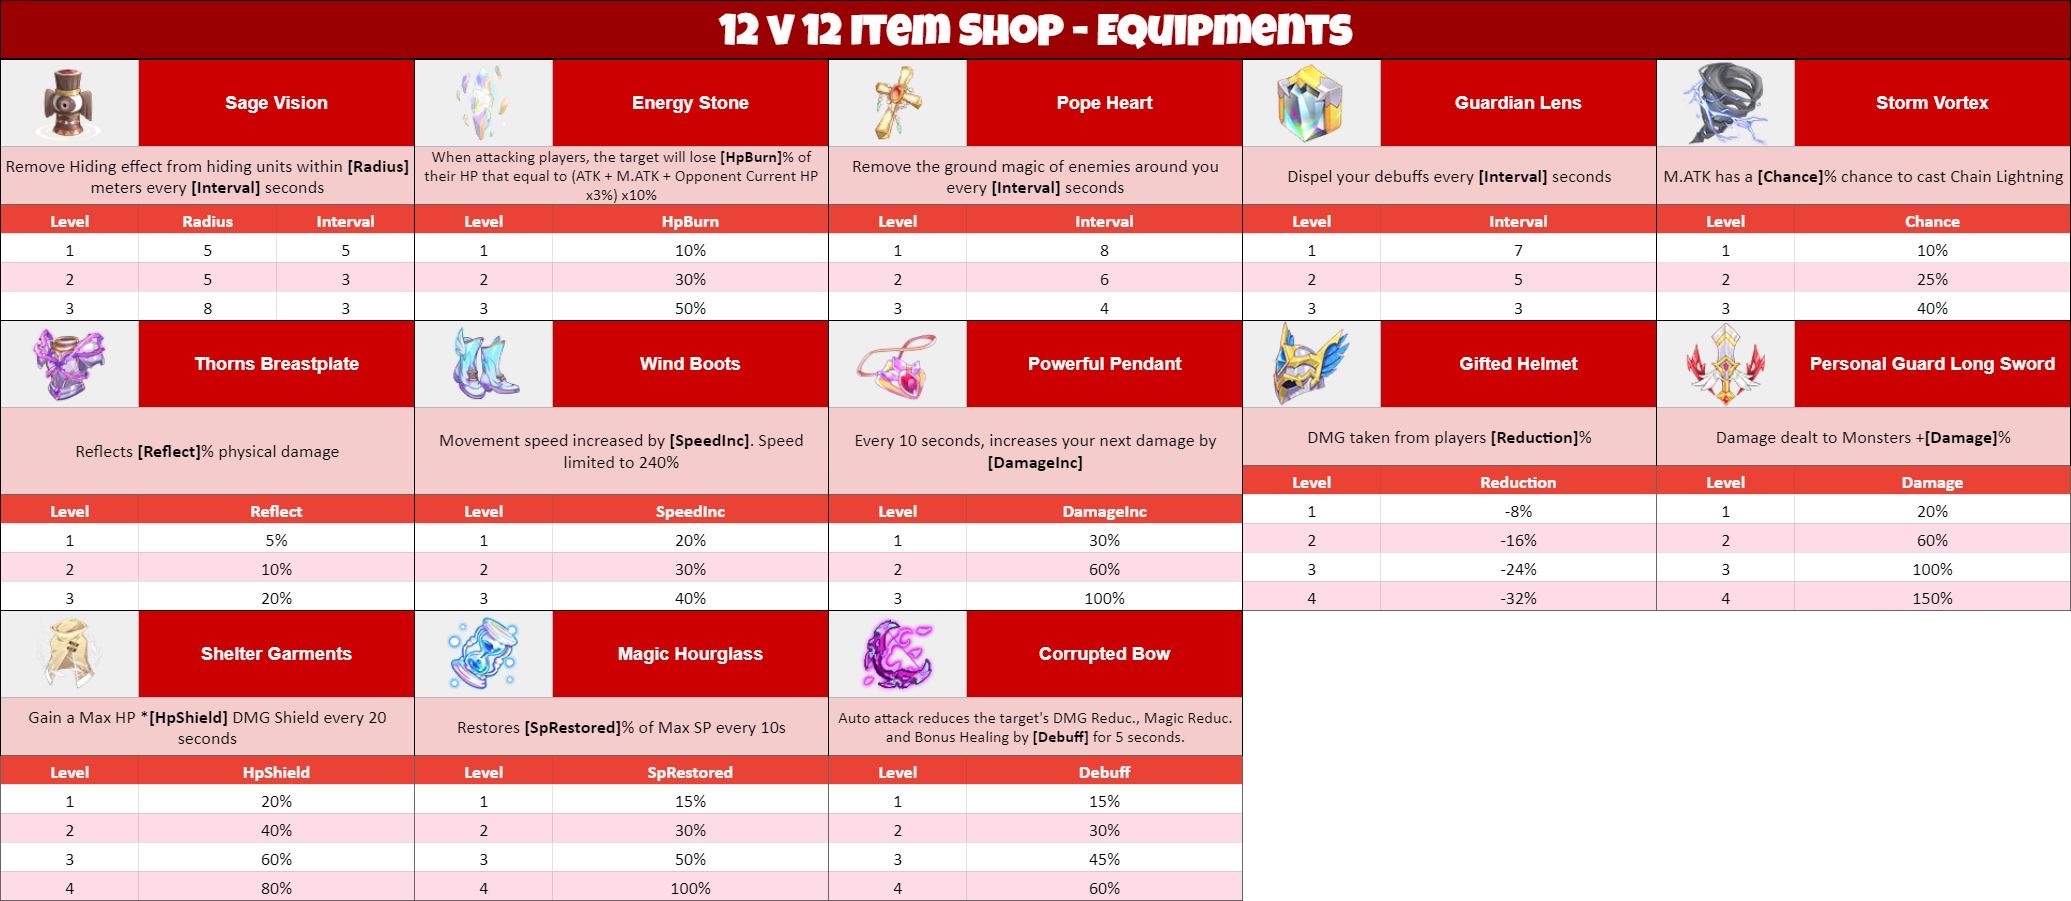 12 V 12 Item Shop - Equipments
Sage Vision
Remove Hiding effect from hiding units within [Radius]
meters every [Interval] seconds
Level Radius Interval
1 5 5
2 5 3
3 8 3
Energy Stone
When attacking players, the target will lose [HpBurn]% of
their HP that equal to (ATK + M.ATK + Opponent Current HP
x3%) x10%
Level HpBurn
1 10%
2 30%
3 50%
Pope Heart
Remove the ground magic of enemies around you
every [Interval] seconds
Level Interval
1 8
2 6
3 4
Guardian Lens
Dispel your debuffs every [Interval] seconds
Level Interval
1 7
2 5
3 3
Storm Vortex
M.ATK has a [Chance]% chance to cast Chain Lightning
Level Chance
1 10%
2 25%
3 40%
Thorns Breastplate
Reflects [Reflect]% physical damage
Level Reflect
1 5%
2 10%
3 20%
Wind Boots
Movement speed increased by [SpeedInc]. Speed
limited to 240%
Level SpeedInc
1 20%
2 30%
3 40%
Powerful Pendant
Every 10 seconds, increases your next damage by
[DamageInc]
Level DamageInc
1 30%
2 60%
3 100%
Gifted Helmet
DMG taken from players [Reduction]%
Level Reduction
1 -8%
2 -16%
3 -24%
4 -32%
Personal Guard Long Sword
Damage dealt to Monsters +[Damage]%
Level Damage
1 20%
2 60%
3 100%
4 150%
Shelter Garments
Gain a Max HP *[HpShield] DMG Shield every 20
seconds
Level HpShield
1 20%
2 40%
3 60%
4 80%
Magic Hourglass
Restores [SpRestored]% of Max SP every 10s
Level SpRestored
1 15%
2 30%
3 50%
4 100%
Corrupted Bow
Auto attack reduces the target's DMG Reduc., Magic Reduc.
and Bonus Healing by [Debuff] for 5 seconds.
Level Debuff
1 15%
2 30%
3 45%
4 60%